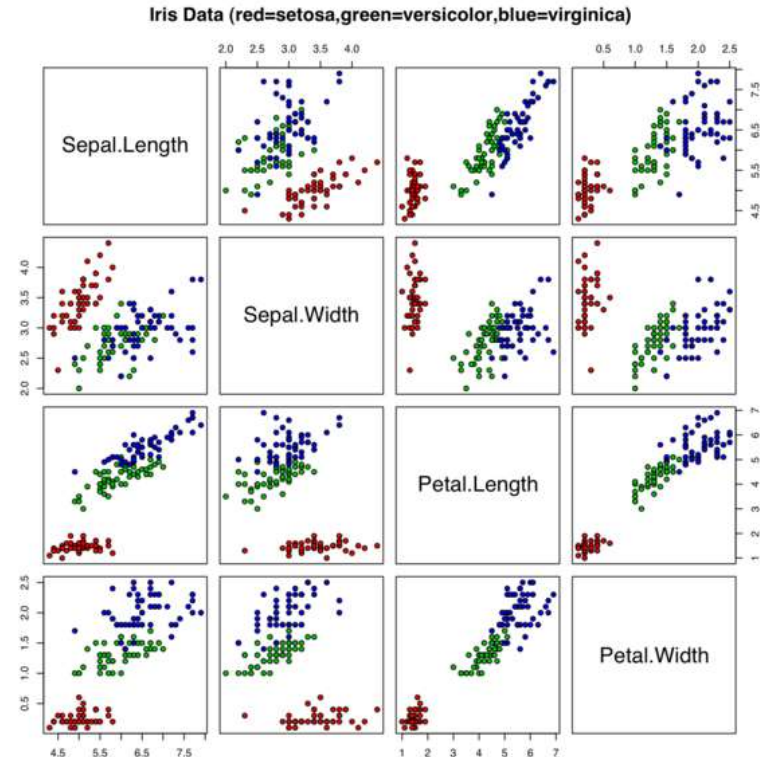 Iris Data (red=setosa,green=versicolor,blue=virginica)
2.0 2.5 3.0 3.5 4.0
0.5 1.0 1.5 2.0 2.5
Sepal.Length
4.5 5.5 6.5 7.5
2.0 2.5 3.0 3.5 4.0
Sepal.Width
Petal.Length
1 2 3 4 5 6 7
0.5 1.0 1.5 2.0 2.5
Petal.Width
4.5 5.5 6.5 7.5
1 2 3 4 5 6 7